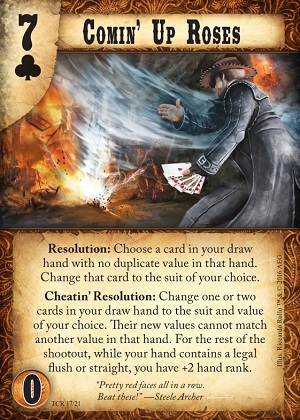 7
Comin' Up Roses
Resolution: Choose a card in your draw
hand with no duplicate value in that hand.
Change that card to the suit of your choice.
Cheatin' Resolution: Change one or two
cards in your draw hand to the suit and value
of your choice. Their new values cannot match
another value in that hand. For the rest of the
shootout, while your hand contains a legal
flush or straight, you have +2 hand rank.
0
TCR 17/21
"Pretty red faces all in a row.
Beat these!" —Steele Archer